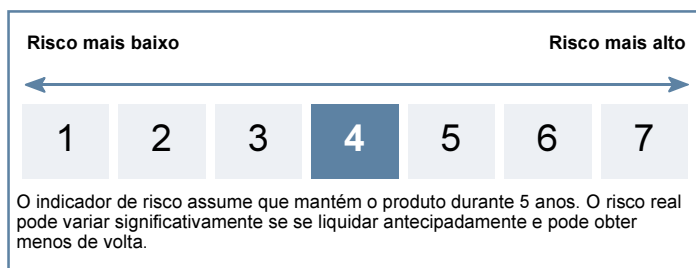 Risco mais baixo Risco mais alto
1 2 3 4 5 6 7
O indicador de risco assume que mantém o produto durante 5 anos. O risco real
pode variar significativamente se se liquidar antecipadamente e pode obter
menos de volta.